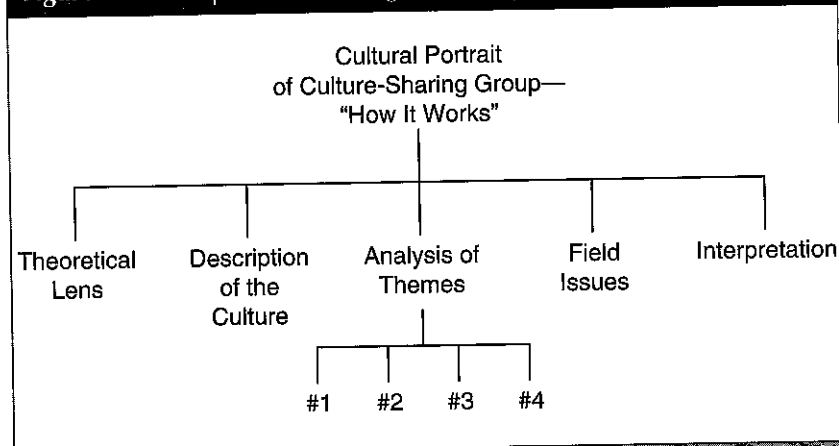 Cultural Portrait
of Culture-Sharing Group—
"How It Works"
Theoretical
Lens
Description
of the
Culture
Analysis of
Themes
Field
Issues
Interpretation
#1 #2 #3 #4